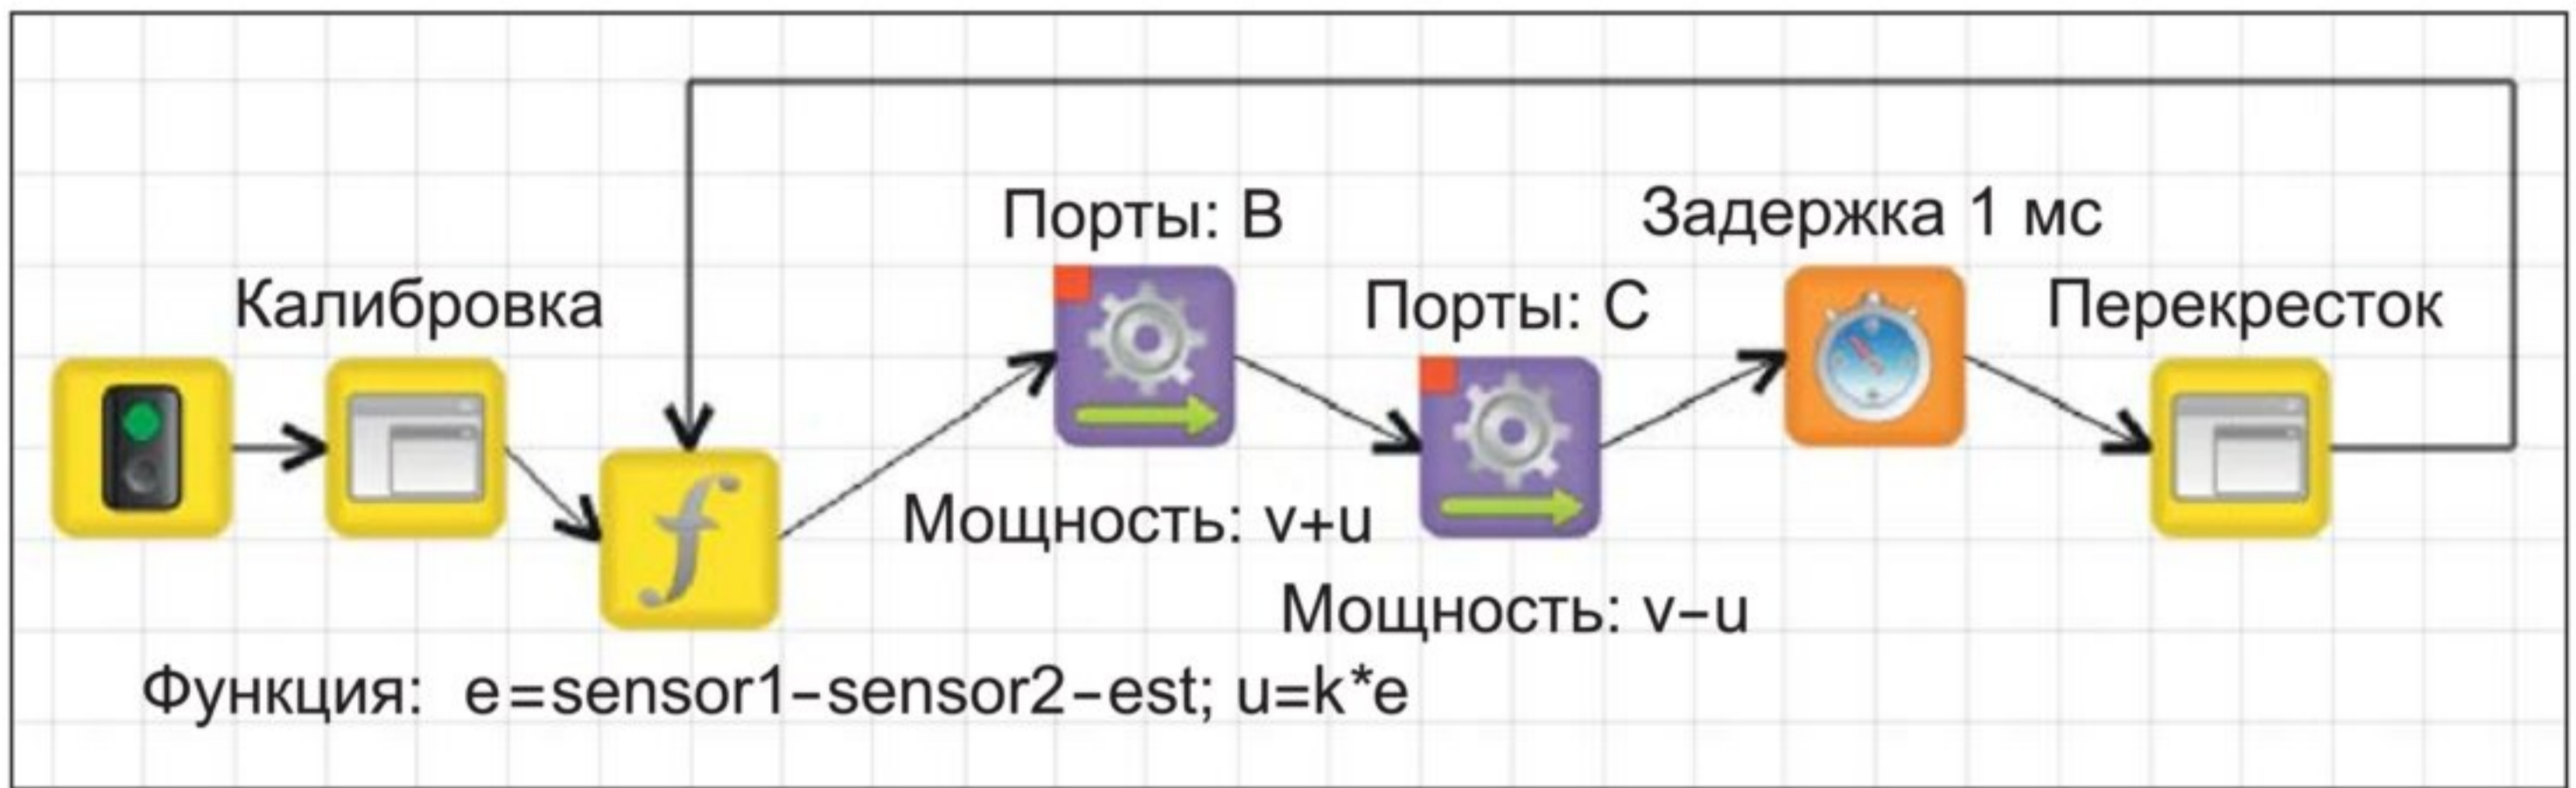 Порты: B
Задержка 1 мс
Калибровка
Порты: C
Перекресток
Мощность: v+u
Мощность: v−u
Функция: e=sensor1−sensor2−est; u=k*e